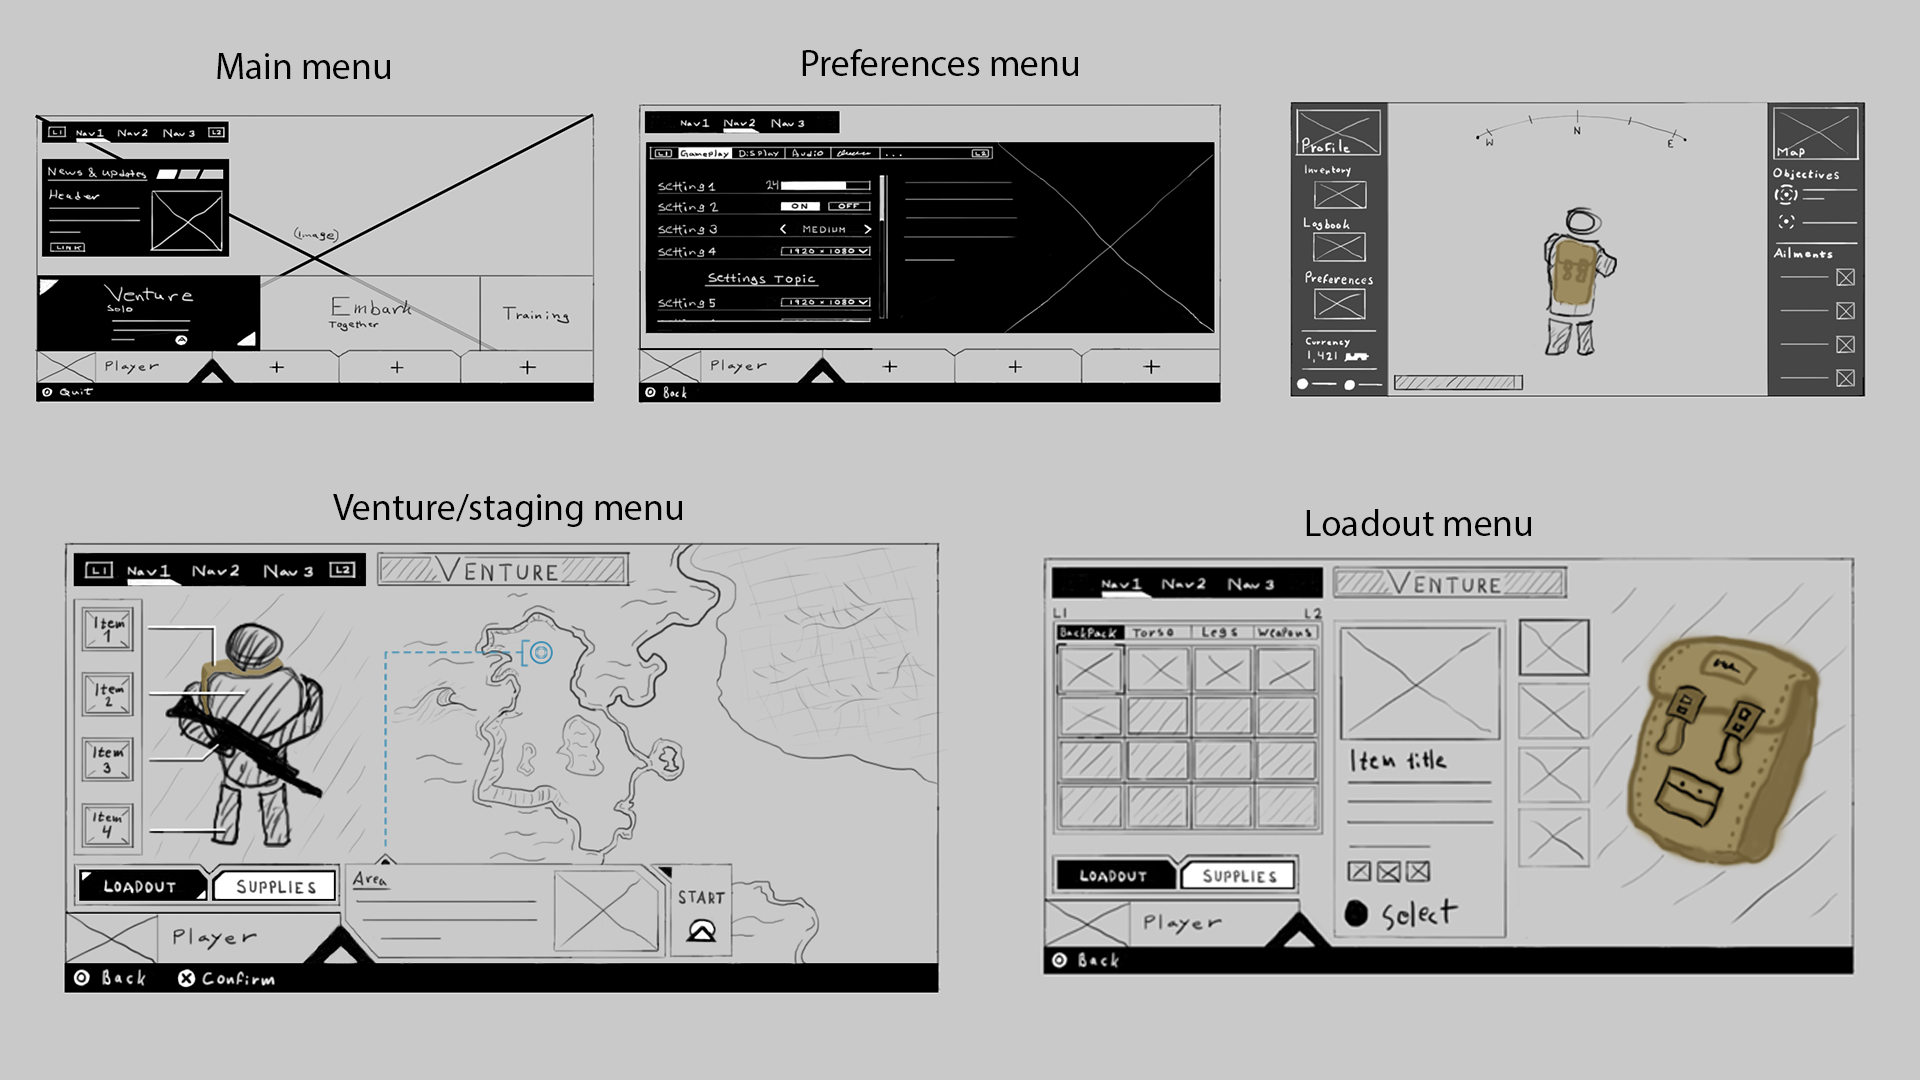 Main menu
L1 Nav1 Nav2 Nav 3 L2
News & updates
Header
LINK
(image)
Venture
Solo
Embark
Together
Training
Player + + +
Quit
Preferences menu
Nav1 Nav2 Nav 3
L1 Gameplay Display Audio ... L2
Setting 1 24
Setting 2 ON OFF
Setting 3 < MEDIUM >
Setting 4 1920 × 1080
Settings Topic
Setting 5 1920 × 1080
Player + + +
Back
Profile
Inventory
Logbook
Preferences
Currency
1,421
W N E
Map
Objectives
Ailments
Venture/staging menu
L1 Nav1 Nav2 Nav 3 L2
VENTURE
Item
1
Item
2
Item
3
Item
4
LOADOUT SUPPLIES
Area
START
Player
Back Confirm
Loadout menu
Nav1 Nav2 Nav 3
VENTURE
L1 L2
BackPack Torso Legs Weapons
Item title
Select
LOADOUT SUPPLIES
Player
Back